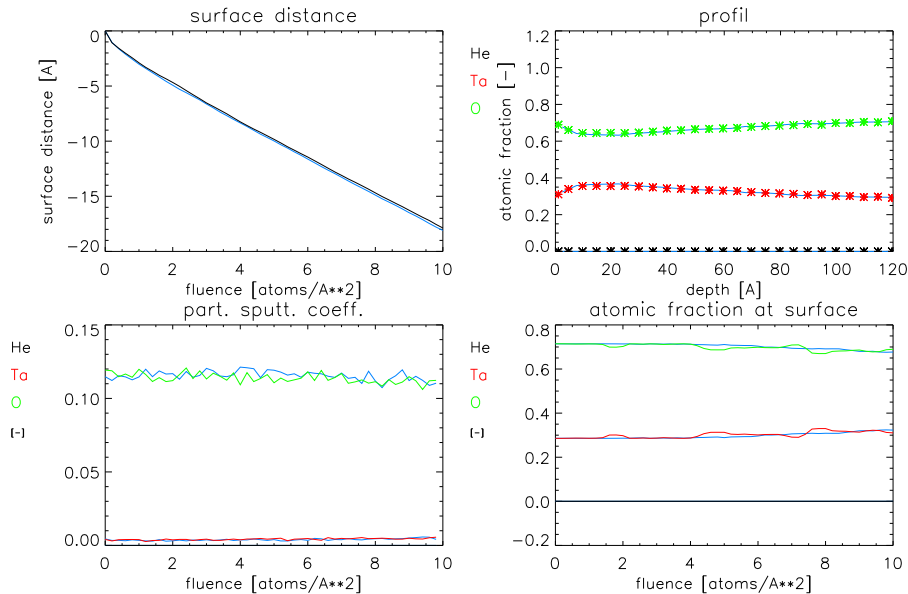 surface distance
surface distance [A]
0
−5
−10
−15
−20
0 2 4 6 8 10
fluence [atoms/A**2]
profil
He
Ta
O
atomic fraction [−]
1.2
1.0
0.8
0.6
0.4
0.2
0.0
0 20 40 60 80 100 120
depth [A]
part. sputt. coeff.
He
Ta
O
[−]
0.15
0.10
0.05
0.00
0 2 4 6 8 10
fluence [atoms/A**2]
atomic fraction at surface
He
Ta
O
[−]
0.8
0.6
0.4
0.2
0.0
−0.2
0 2 4 6 8 10
fluence [atoms/A**2]